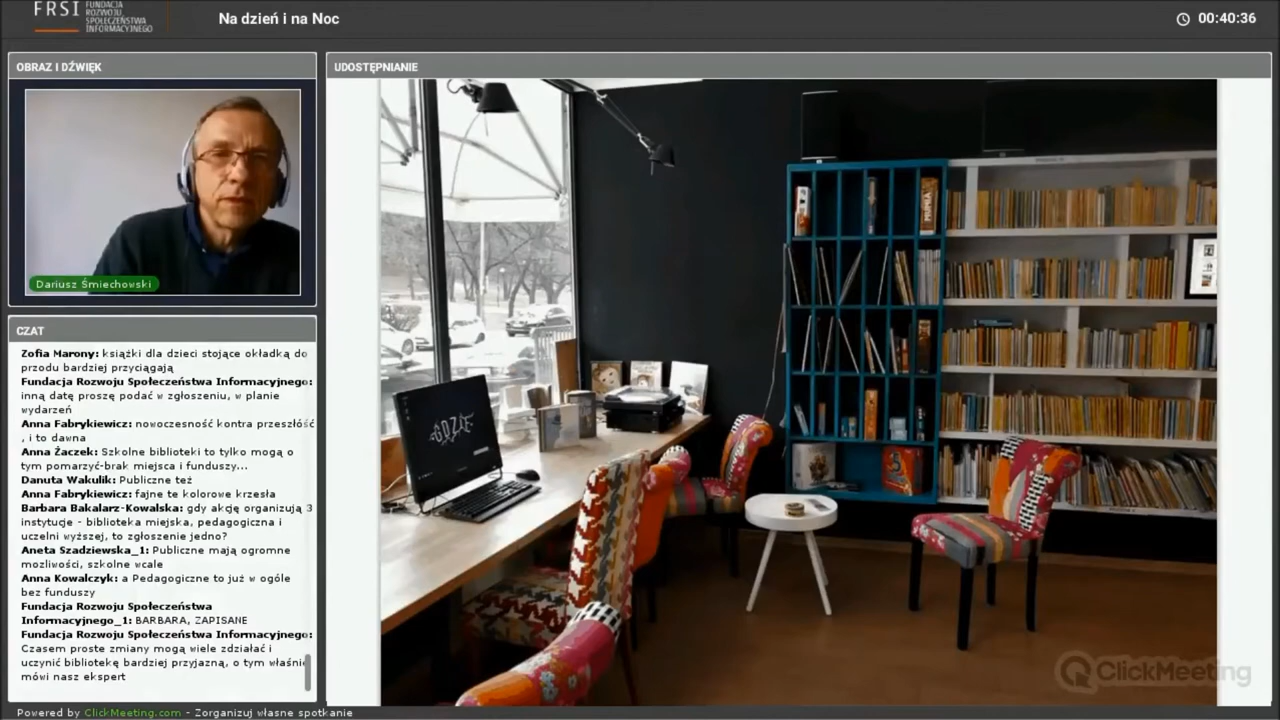 FRSI
FUNDACJA
ROZWOJU
SPOŁECZEŃSTWA
INFORMACYJNEGO
Na dzień i na Noc
00:40:36
OBRAZ I DŹWIĘK
UDOSTĘPNIANIE
Dariusz Śmiechowski
CZAT
Zofia Marony: książki dla dzieci stojące okładką do
przodu bardziej przyciągają
Fundacja Rozwoju Społeczeństwa Informacyjnego:
inną datę proszę podać w zgłoszeniu, w planie
wydarzeń
Anna Fabrykiewicz: nowoczesność kontra przeszłość
, i to dawna
Anna Żaczek: Szkolne biblioteki to tylko mogą o
tym pomarzyć-brak miejsca i funduszy...
Danuta Wakulik: Publiczne też
Anna Fabrykiewicz: fajne te kolorowe krzesła
Barbara Bakalarz-Kowalska: gdy akcję organizują 3
instytucje - biblioteka miejska, pedagogiczna i
uczelni wyższej, to zgłoszenie jedno?
Aneta Szadziewska_1: Publiczne mają ogromne
mozliwości, szkolne wcale
Anna Kowalczyk: a Pedagogiczne to już w ogóle
bez funduszy
Fundacja Rozwoju Społeczeństwa
Informacyjnego_1: BARBARA, ZAPISANE
Fundacja Rozwoju Społeczeństwa Informacyjnego:
Czasem proste zmiany mogą wiele zdziałać i
uczynić bibliotekę bardziej przyjazną, o tym właśnie
mówi nasz ekspert
ClickMeeting
Powered by ClickMeeting.com - Zorganizuj własne spotkanie